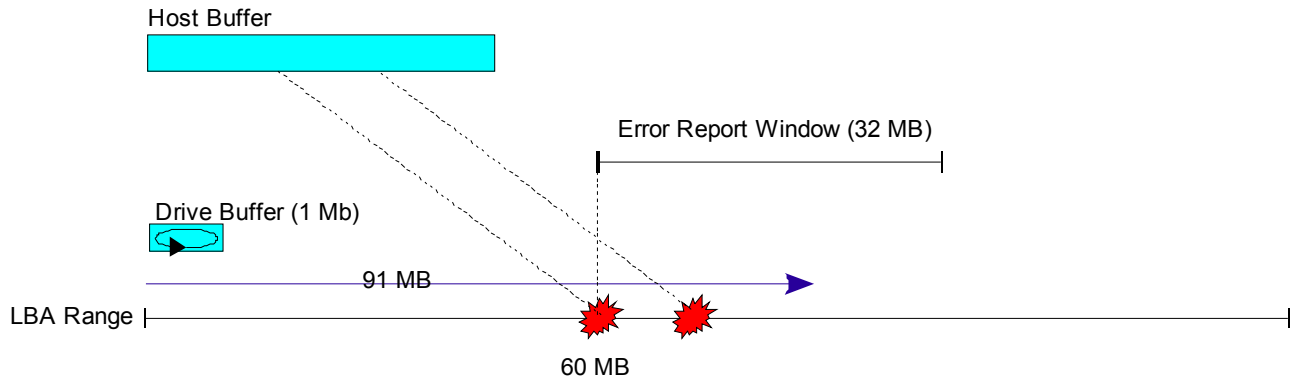 Host Buffer
Error Report Window (32 MB)
Drive Buffer (1 Mb)
91 MB
LBA Range
60 MB